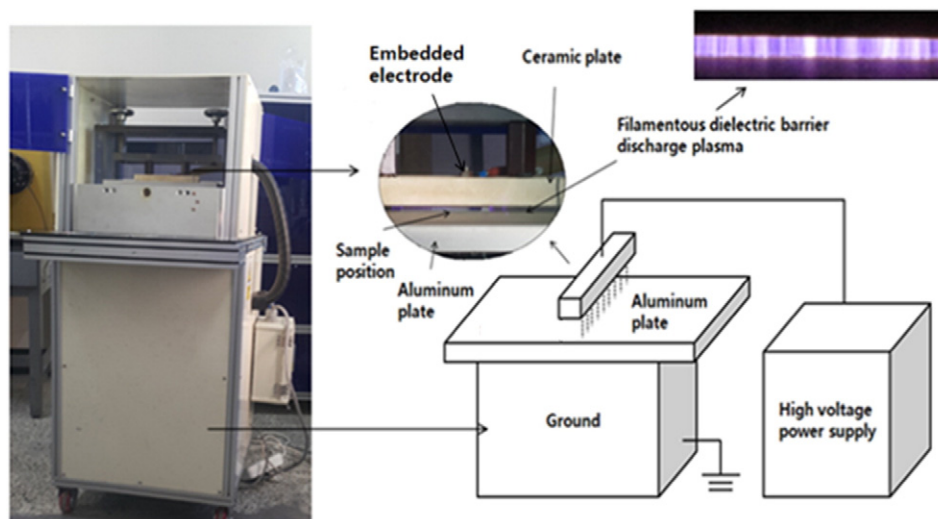 Embedded
electrode
Ceramic plate
Filamentous dielectric barrier
discharge plasma
Sample
position
Aluminum
plate
Aluminum
plate
Ground
High voltage
power supply